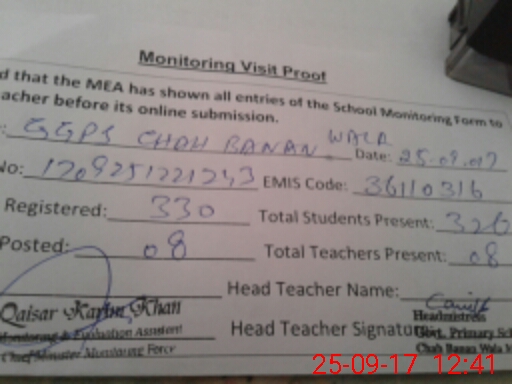 Monitoring Visit Proof
d that the MEA has shown all entries of the School Monitoring Form to
acher before its online submission.
: GGPS CHAH BANAN WALA Date: 25.09.017
No: EMIS Code: 36110316
Registered: 330 Total Students Present: 326
Posted: 08 Total Teachers Present: 08
Head Teacher Name:
Qaisar Karim Khan Headmistress
Monitoring & Evaluation Assistant Head Teacher Signature: Govt. Primary Sc
Chief Minister Monitoring Force Chah Banan Wala
25-09-17 12:41